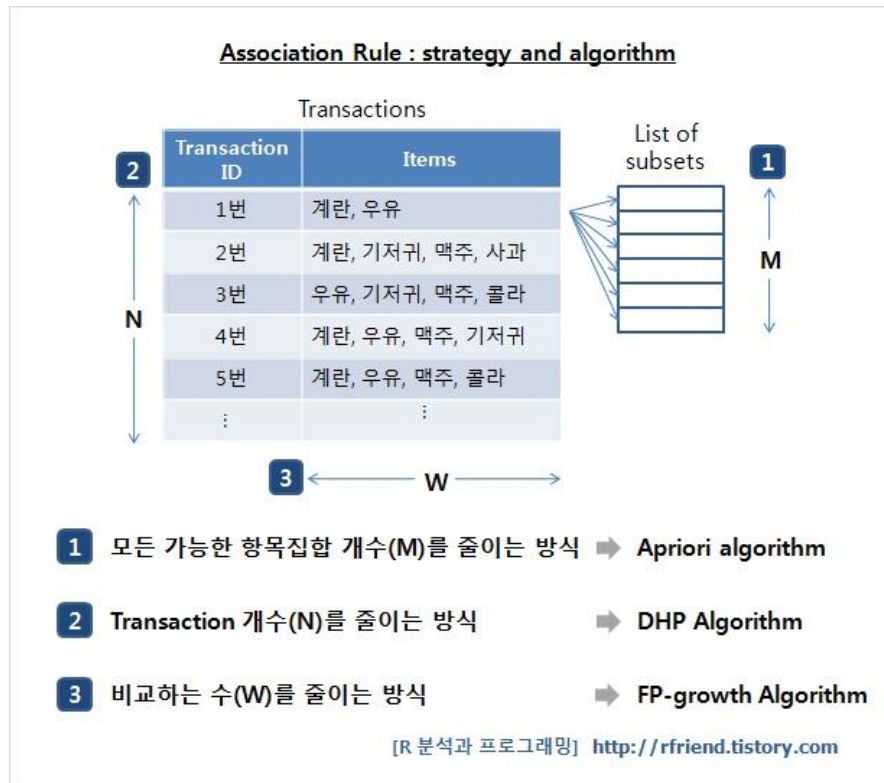 Association Rule : strategy and algorithm
Transactions
List of
subsets
1
2
Transaction
ID
Items
1번
계란, 우유
2번
계란, 기저귀, 맥주, 사과
3번
우유, 기저귀, 맥주, 콜라
4번
계란, 우유, 맥주, 기저귀
5번
계란, 우유, 맥주, 콜라
⋮
⋮
N
M
3
W
1 모든 가능한 항목집합 개수(M)를 줄이는 방식 Apriori algorithm
2 Transaction 개수(N)를 줄이는 방식 DHP Algorithm
3 비교하는 수(W)를 줄이는 방식 FP-growth Algorithm
[R 분석과 프로그래밍] http://rfriend.tistory.com